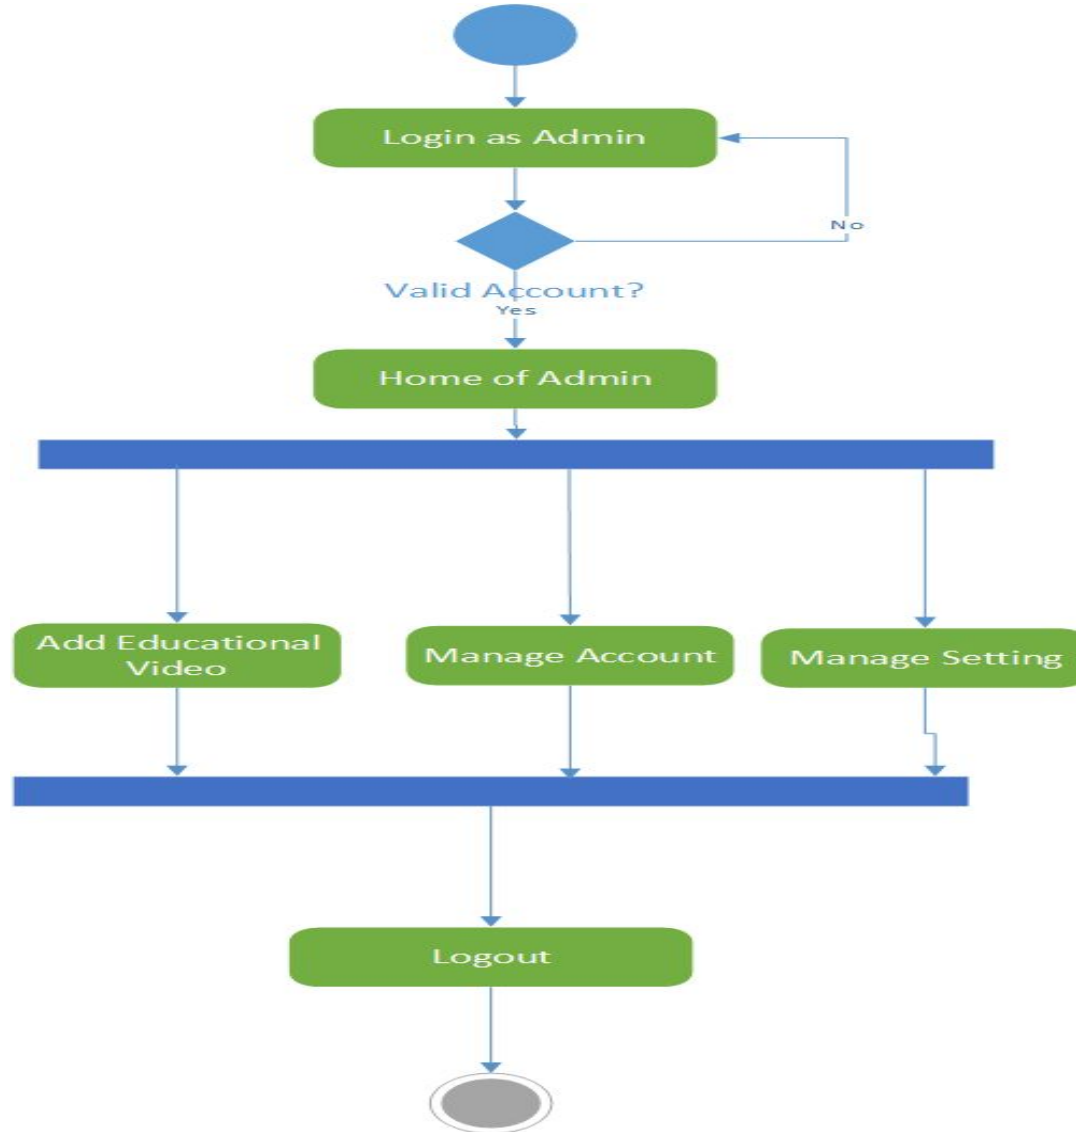 Login as Admin
No
Valid Account?
Yes
Home of Admin
Add Educational
Video
Manage Account
Manage Setting
Logout